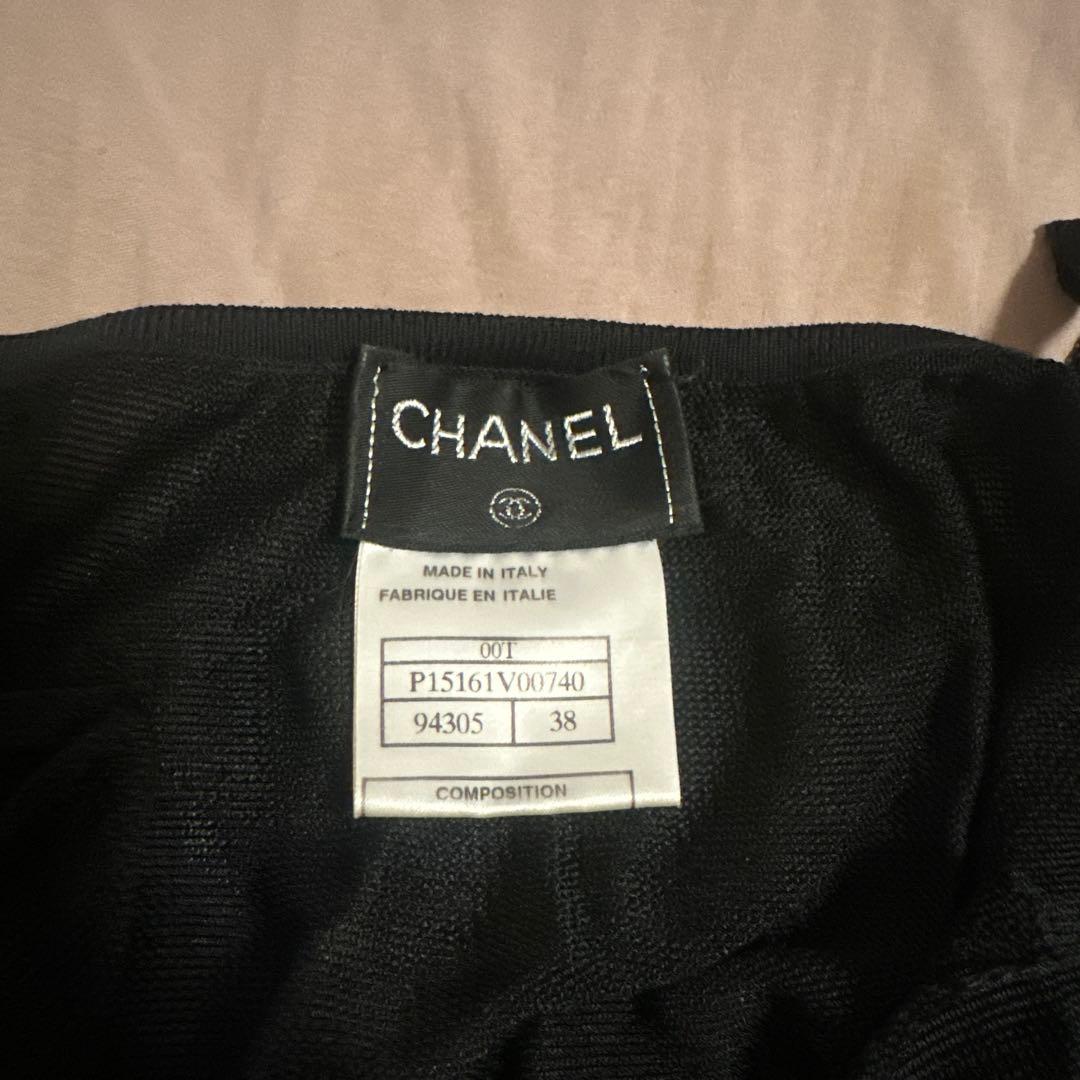 CHANEL
MADE IN ITALY
FABRIQUE EN ITALIE
00T
P15161V00740
94305 38
COMPOSITION